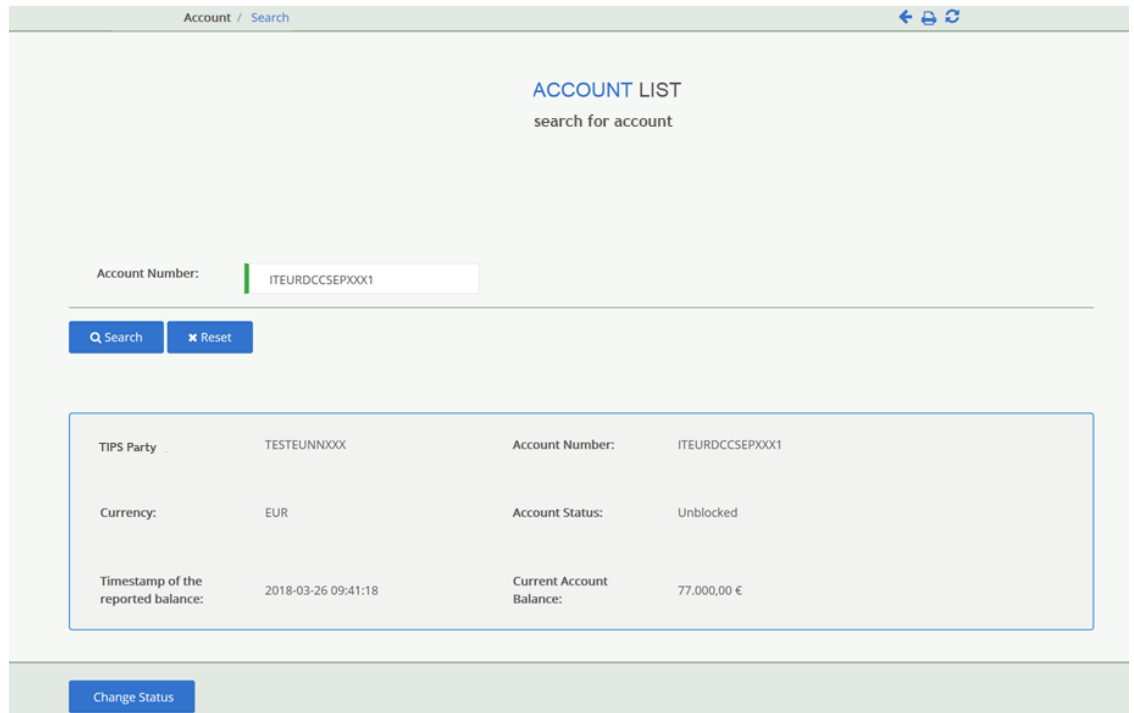 Account / Search
ACCOUNT LIST
search for account
Account Number: ITEURDCCSEPXXX1
Search Reset
TIPS Party TESTEUNNXXX Account Number: ITEURDCCSEPXXX1
Currency: EUR Account Status: Unblocked
Timestamp of the reported balance: 2018-03-26 09:41:18 Current Account Balance: 77.000,00 €
Change Status